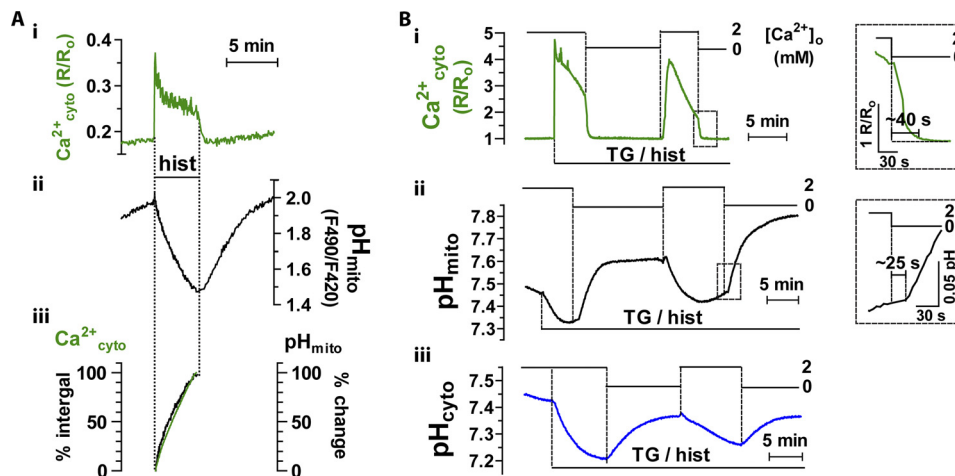 A
i
5 min
Ca2+cyto (R/Ro)
0.4
0.3
0.2
hist
ii
2.0
1.8
1.6
1.4
pHmito
(F490/F420)
iii
Ca2+cyto
pHmito
% intergal
100
50
0
100
50
0
% change
B
i
Ca2+cyto
(R/Ro)
5
4
3
2
1
2
0
[Ca2+]o
(mM)
5 min
TG / hist
0
~40 s
1 R/Ro
30 s
ii
pHmito
7.8
7.7
7.6
7.5
7.4
7.3
2
0
5 min
TG / hist
2
0
~25 s
0.05 pH
30 s
iii
pHcyto
7.5
7.4
7.3
7.2
2
0
5 min
TG / hist